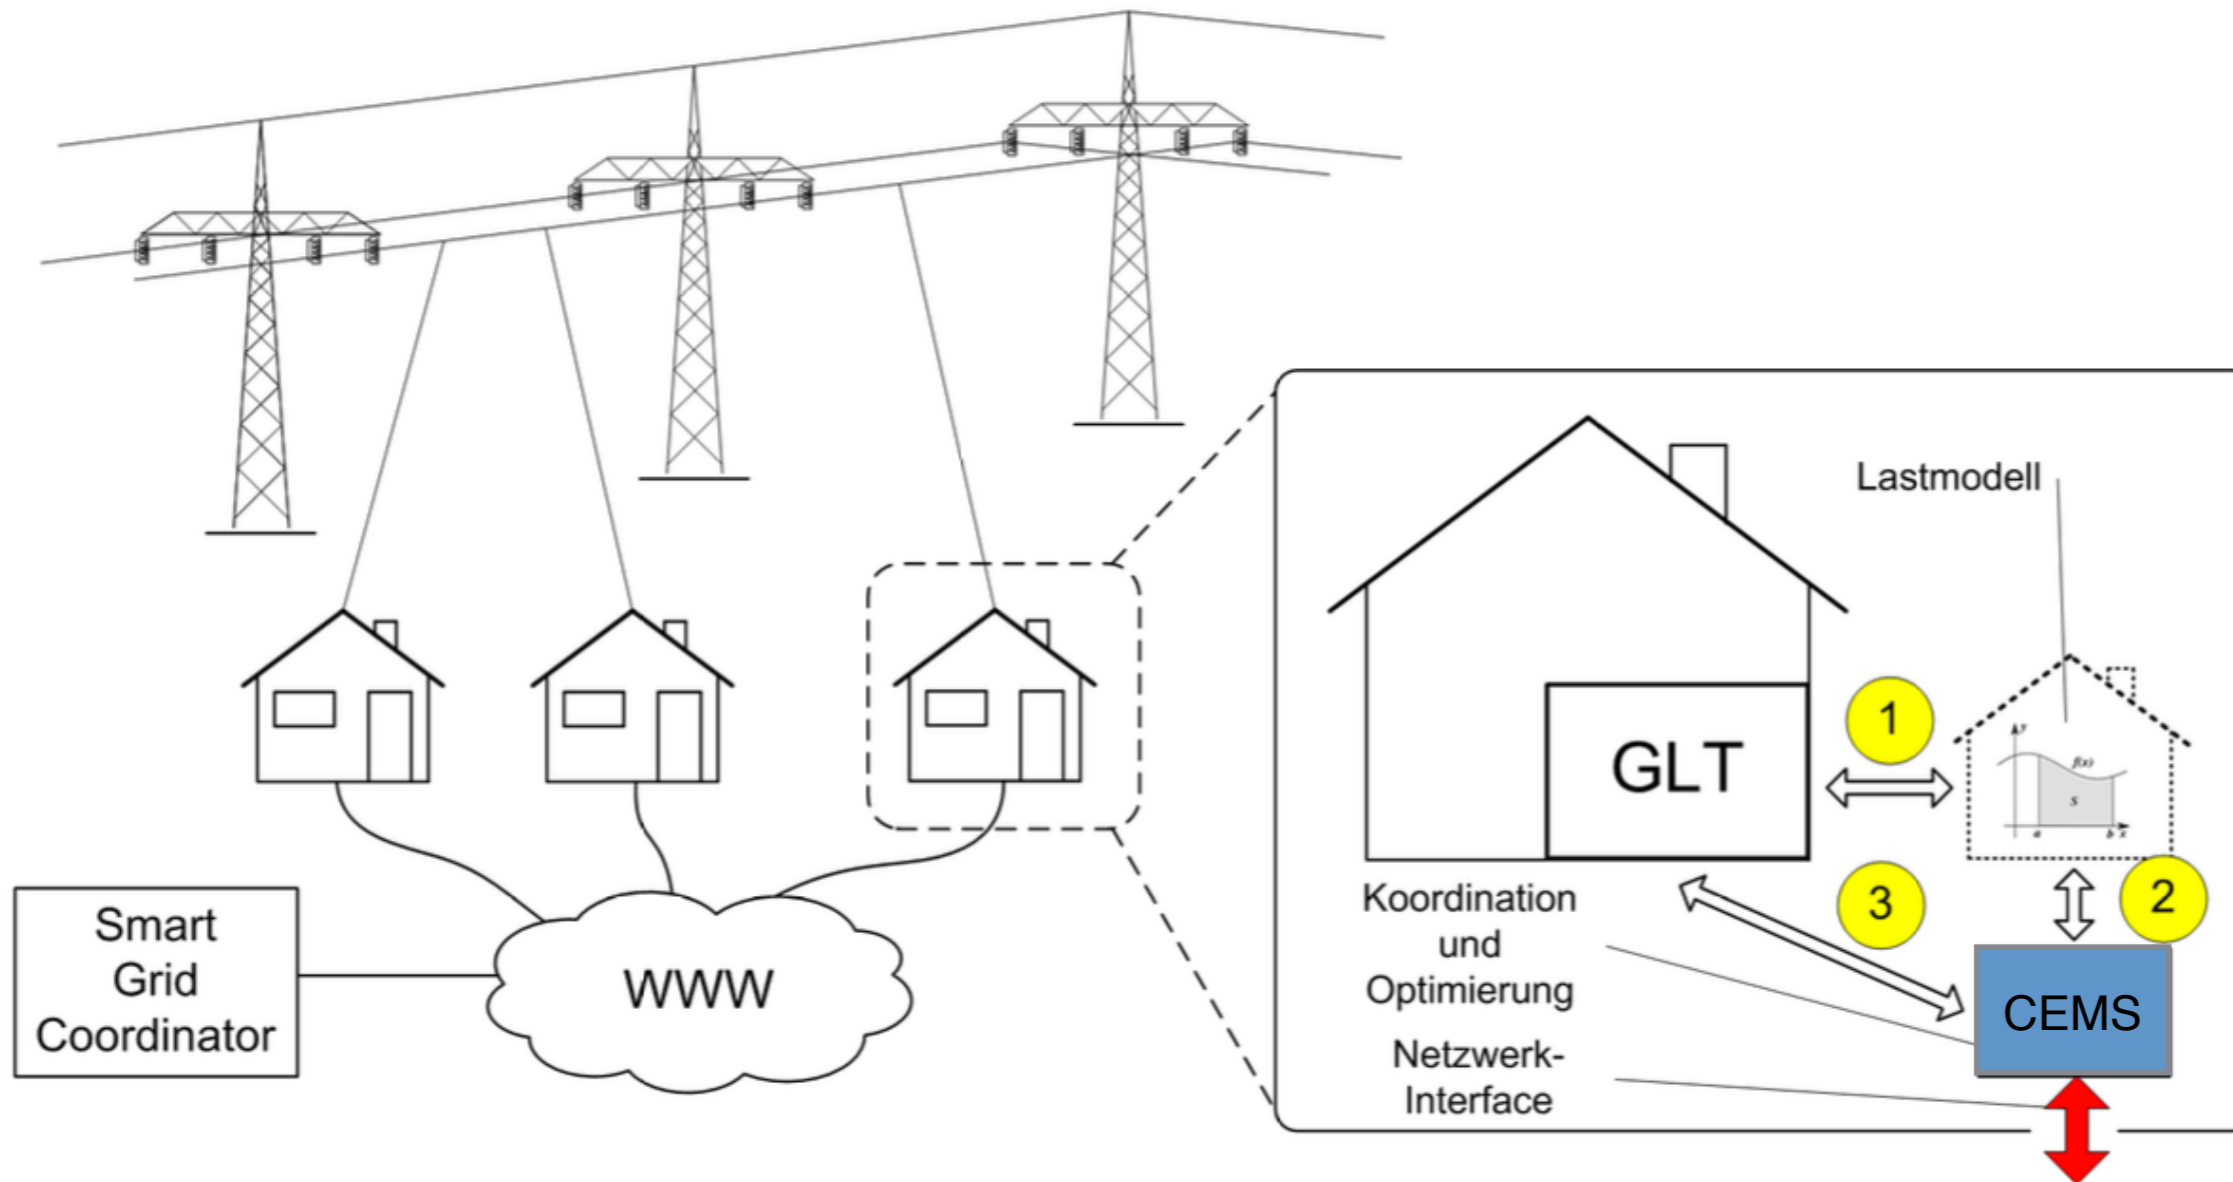 Lastmodell
1
GLT
y
f(x)
S
a
b
x
2
3
Koordination
und
Optimierung
CEMS
Netzwerk-
Interface
Smart
Grid
Coordinator
WWW